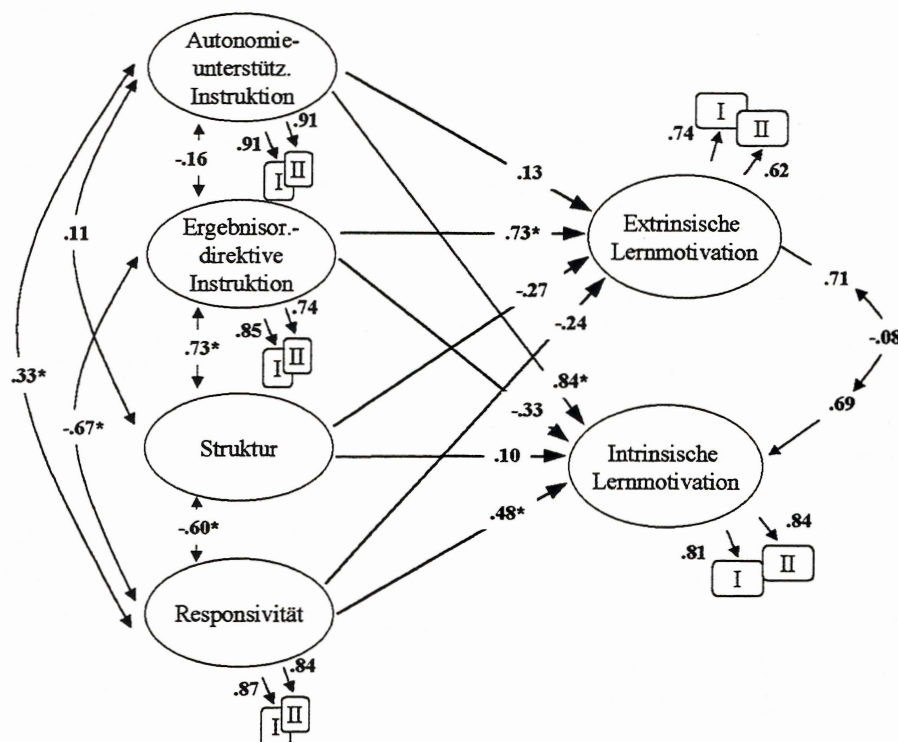 Autonomie-
unterstütz.
Instruktion
.91
.91
I
II
-.16
.11
Ergebnisor.-
direktive
Instruktion
.74
.85
I
II
.73*
.33*
-.67*
Struktur
-.60*
Responsivität
.84
.87
I
II
.13
.73*
-.27
-.24
.84*
-.33
.10
.48*
I
II
.74
.62
Extrinsische
Lernmotivation
.71
-.08
.69
Intrinsische
Lernmotivation
.84
.81
I
II